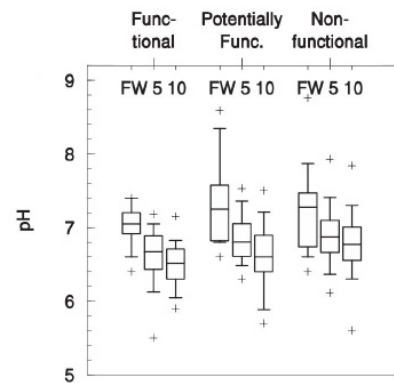 Func-
tional
Potentially
Func.
Non-
functional
FW 5 10
FW 5 10
FW 5 10
9
8
7
6
5
pH